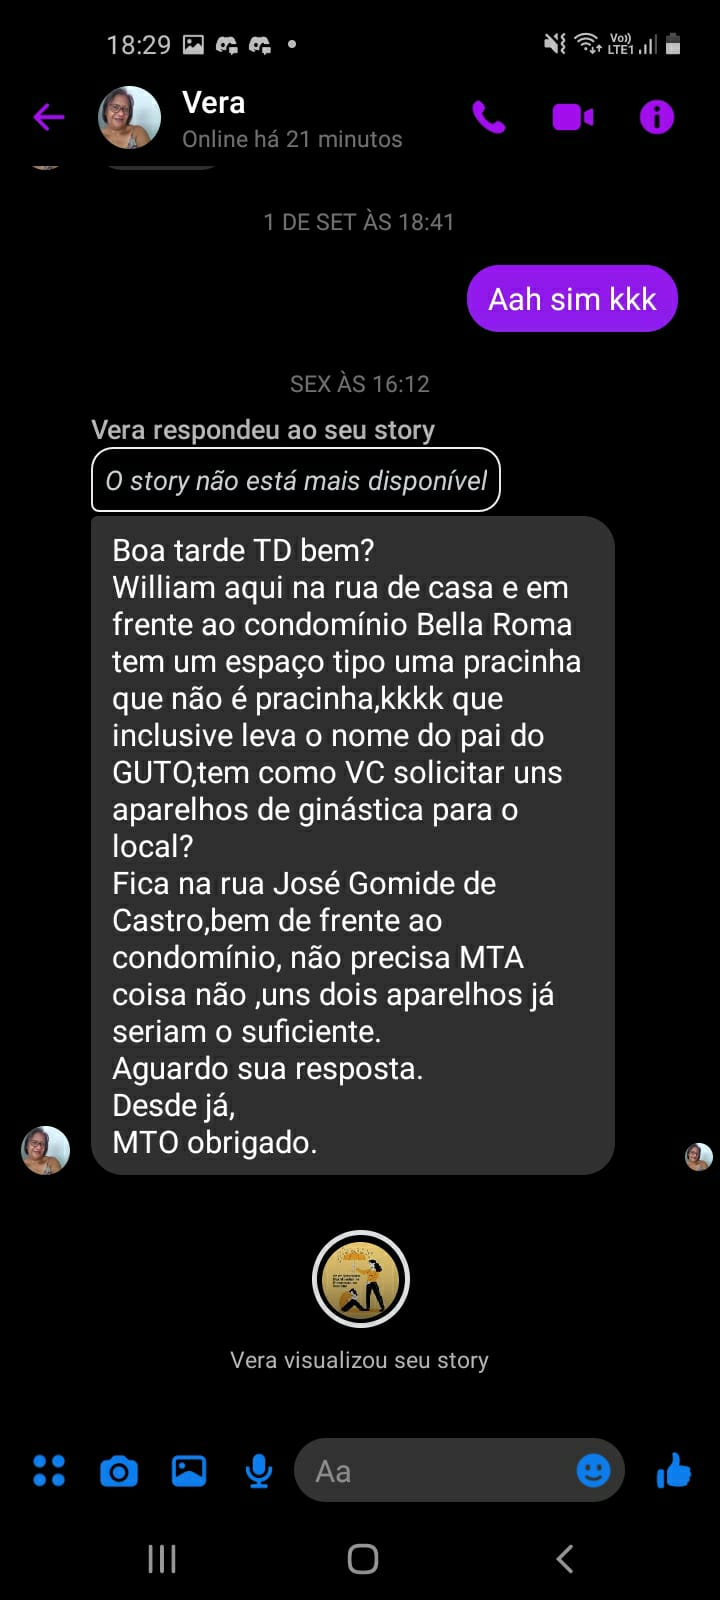 18:29
Vo))
LTE1
Vera
Online há 21 minutos
1 DE SET ÀS 18:41
Aah sim kkk
SEX ÀS 16:12
Vera respondeu ao seu story
O story não está mais disponível
Boa tarde TD bem?
William aqui na rua de casa e em
frente ao condomínio Bella Roma
tem um espaço tipo uma pracinha
que não é pracinha,kkkk que
inclusive leva o nome do pai do
GUTO,tem como VC solicitar uns
aparelhos de ginástica para o
local?
Fica na rua José Gomide de
Castro,bem de frente ao
condomínio, não precisa MTA
coisa não ,uns dois aparelhos já
seriam o suficiente.
Aguardo sua resposta.
Desde já,
MTO obrigado.
Vera visualizou seu story
Aa